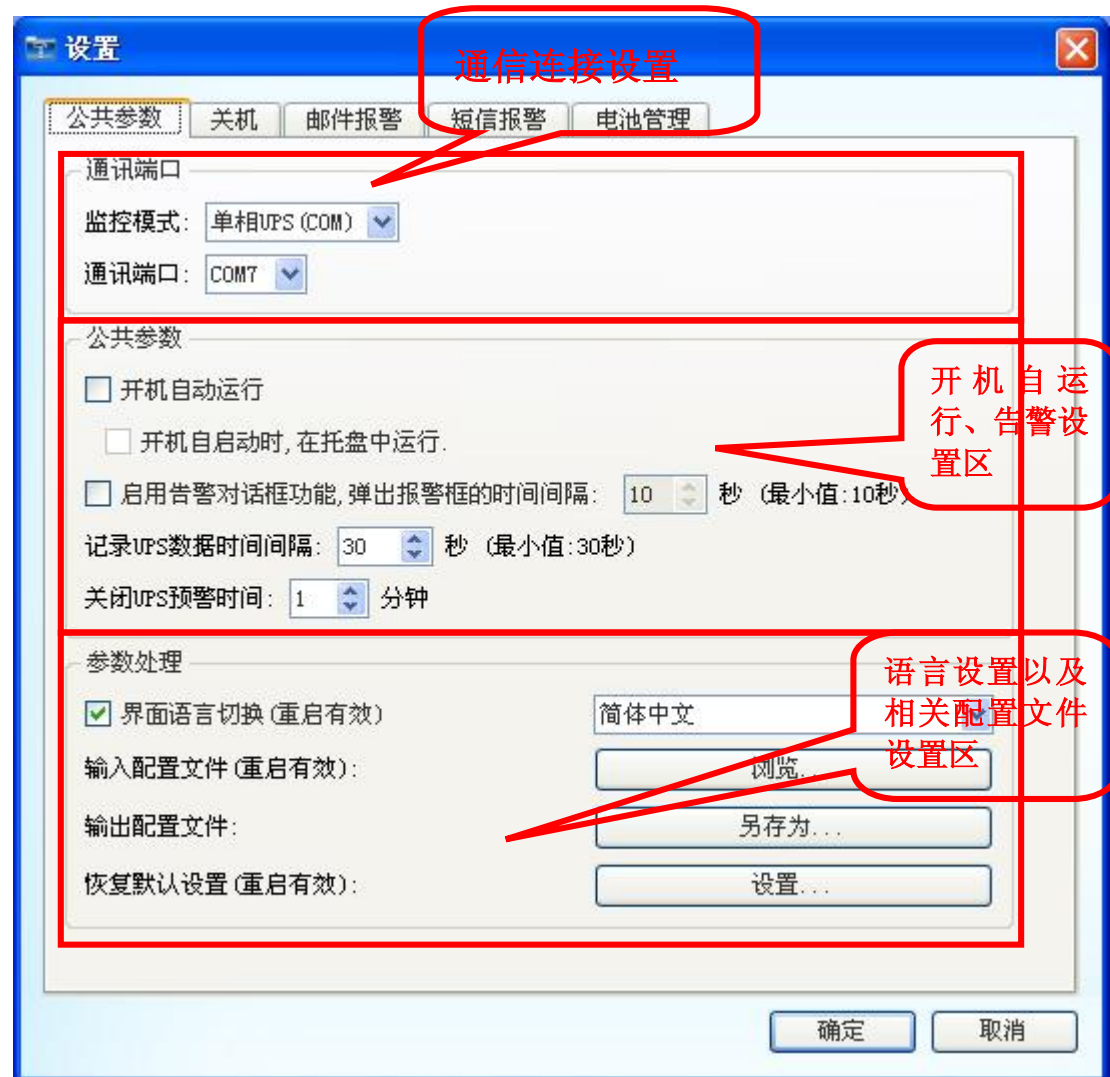 设置
通信连接设置
公共参数 关机 邮件报警 短信报警 电池管理
通讯端口
监控模式: 单相UPS(COM)
通讯端口: COM7
公共参数
开机自动运行
开机自启动时,在托盘中运行.
启用告警对话框功能,弹出报警框的时间间隔: 10 秒 (最小值:10秒)
开机自运
行、告警设
置区
记录UPS数据时间间隔: 30 秒 (最小值:30秒)
关闭UPS预警时间: 1 分钟
参数处理
界面语言切换(重启有效) 简体中文
语言设置以及
相关配置文件
设置区
输入配置文件(重启有效): 浏览...
输出配置文件: 另存为...
恢复默认设置(重启有效): 设置...
确定 取消